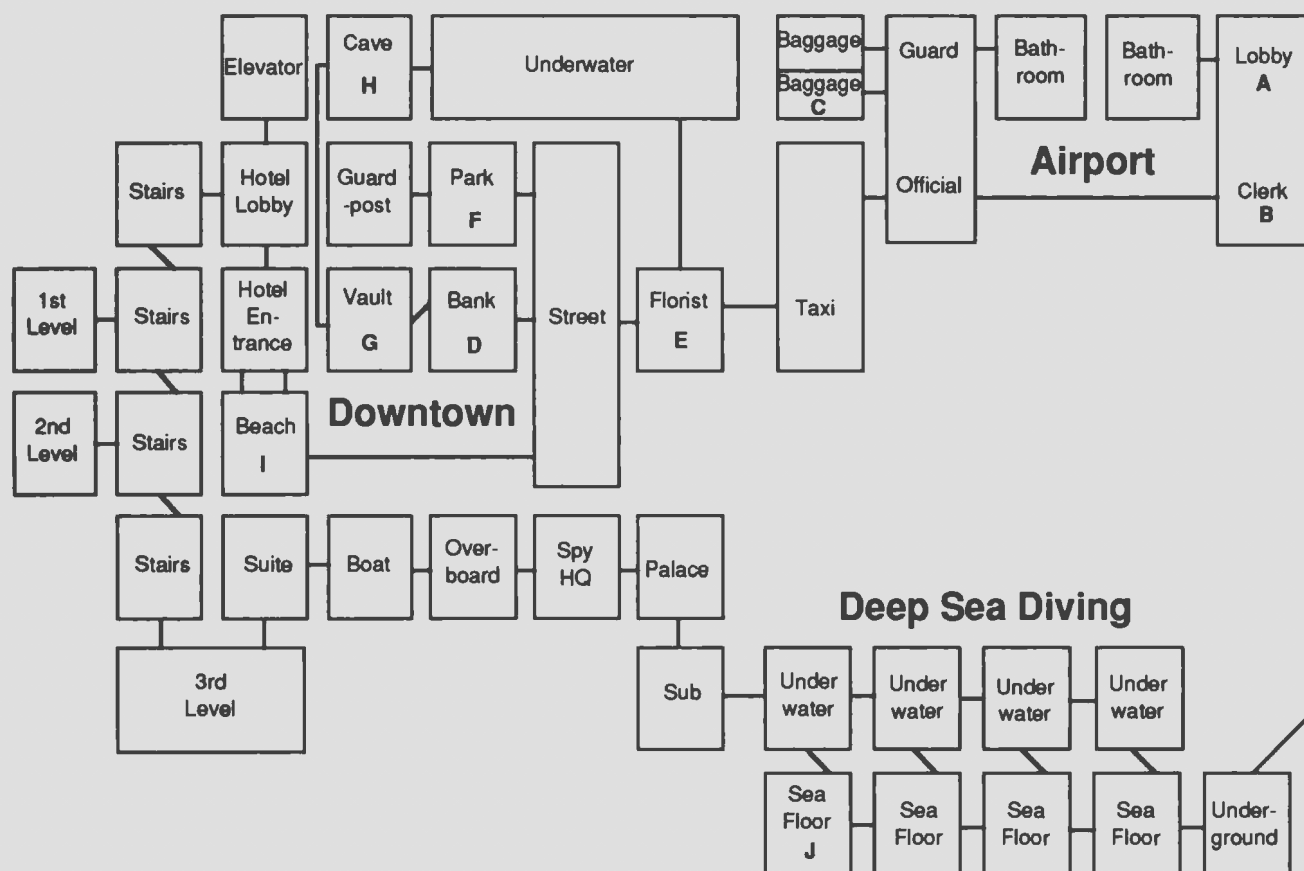 Elevator
Cave
H
Underwater
Baggage
Baggage
C
Guard
Official
Bath-
room
Bath-
room
Lobby
A
Clerk
B
Airport
Stairs
Hotel
Lobby
Guard
-post
Park
F
Street
Taxi
1st
Level
Stairs
Hotel
En-
trance
Vault
G
Bank
D
Florist
E
2nd
Level
Stairs
Beach
I
Downtown
Stairs
Suite
Boat
Over-
board
Spy
HQ
Palace
3rd
Level
Deep Sea Diving
Sub
Under
water
Under
water
Under
water
Under
water
Sea
Floor
J
Sea
Floor
Sea
Floor
Sea
Floor
Under-
ground